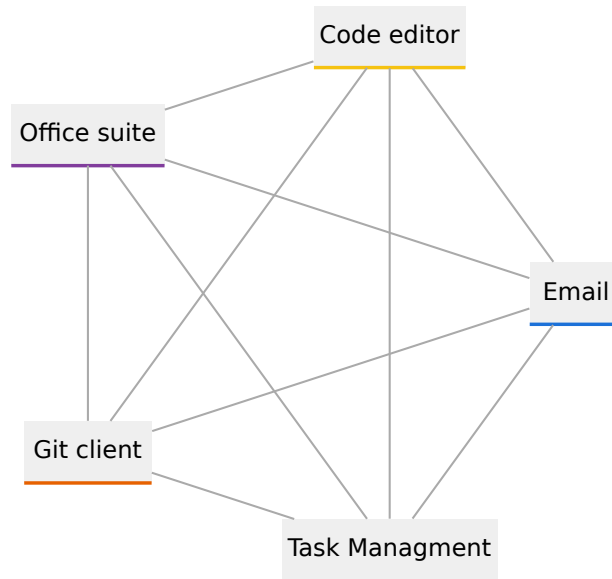 Code editor
Office suite
Email
Git client
Task Managment